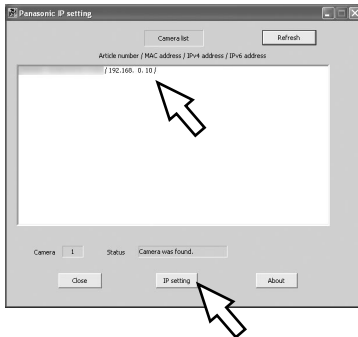 Panasonic IP setting
Camera list
Refresh
Article number / MAC address / IPv4 address / IPv6 address
/ 192.168. 0. 10 /
Camera 1 Status Camera was found.
Close IP setting About